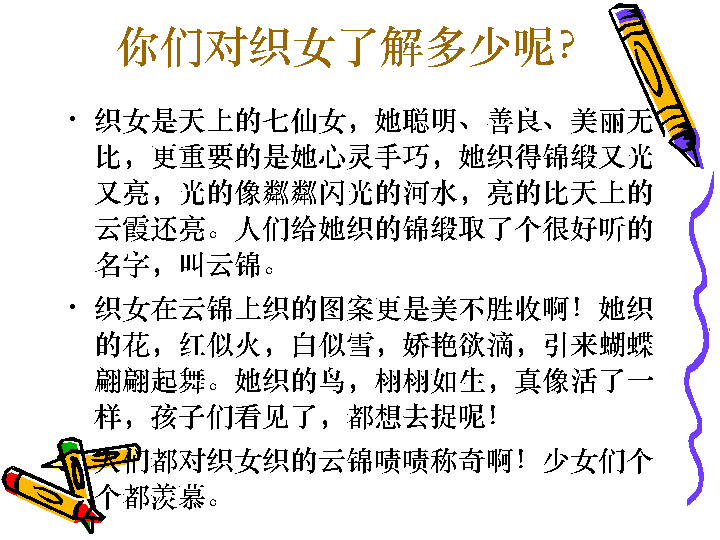 你们对织女了解多少呢？
• 织女是天上的七仙女，她聪明、善良、美丽无
比，更重要的是她心灵手巧，她织得锦缎又光
又亮，光的像粼粼闪光的河水，亮的比天上的
云霞还亮。人们给她织的锦缎取了个很好听的
名字，叫云锦。
• 织女在云锦上织的图案更是美不胜收啊！她织
的花，红似火，白似雪，娇艳欲滴，引来蝴蝶
翩翩起舞。她织的鸟，栩栩如生，真像活了一
样，孩子们看见了，都想去捉呢！
人们都对织女织的云锦啧啧称奇啊！少女们个
个都羡慕。